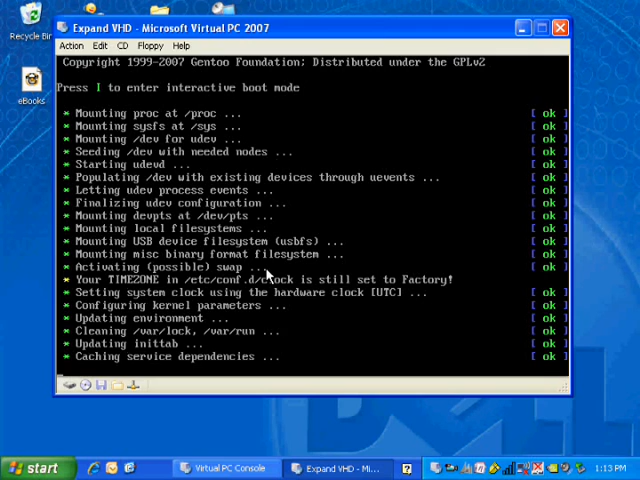 Recycle Bin
eBooks
Expand VHD - Microsoft Virtual PC 2007
Action Edit CD Floppy Help
Copyright 1999-2007 Gentoo Foundation; Distributed under the GPLv2
Press I to enter interactive boot mode
* Mounting proc at /proc ... [ ok ]
* Mounting sysfs at /sys ... [ ok ]
* Mounting /dev for udev ... [ ok ]
* Seeding /dev with needed nodes ... [ ok ]
* Starting udevd ... [ ok ]
* Populating /dev with existing devices through uevents ... [ ok ]
* Letting udev process events ... [ ok ]
* Finalizing udev configuration ... [ ok ]
* Mounting devpts at /dev/pts ... [ ok ]
* Mounting local filesystems ... [ ok ]
* Mounting USB device filesystem (usbfs) ... [ ok ]
* Mounting misc binary format filesystem ... [ ok ]
* Activating (possible) swap ... [ ok ]
* Your TIMEZONE in /etc/conf.d/clock is still set to Factory!
* Setting system clock using the hardware clock [UTC] ... [ ok ]
* Configuring kernel parameters ... [ ok ]
* Updating environment ... [ ok ]
* Cleaning /var/lock, /var/run ... [ ok ]
* Updating inittab ... [ ok ]
* Caching service dependencies ... [ ok ]
start
Virtual PC Console
Expand VHD - Mi...
1:13 PM